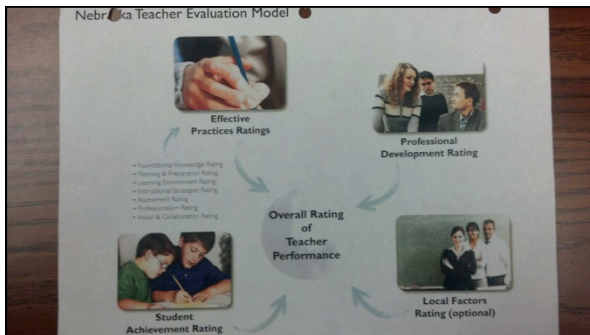 Nebraska Teacher Evaluation Model
Effective
Practices Ratings
Professional
Development Rating
• Foundational Knowledge Rating
• Planning & Preparation Rating
• Learning Environment Rating
• Instructional Strategies Rating
• Assessment Rating
• Professionalism Rating
• Vision & Collaboration Rating
Overall Rating
of
Teacher
Performance
Student
Achievement Rating
Local Factors
Rating (optional)